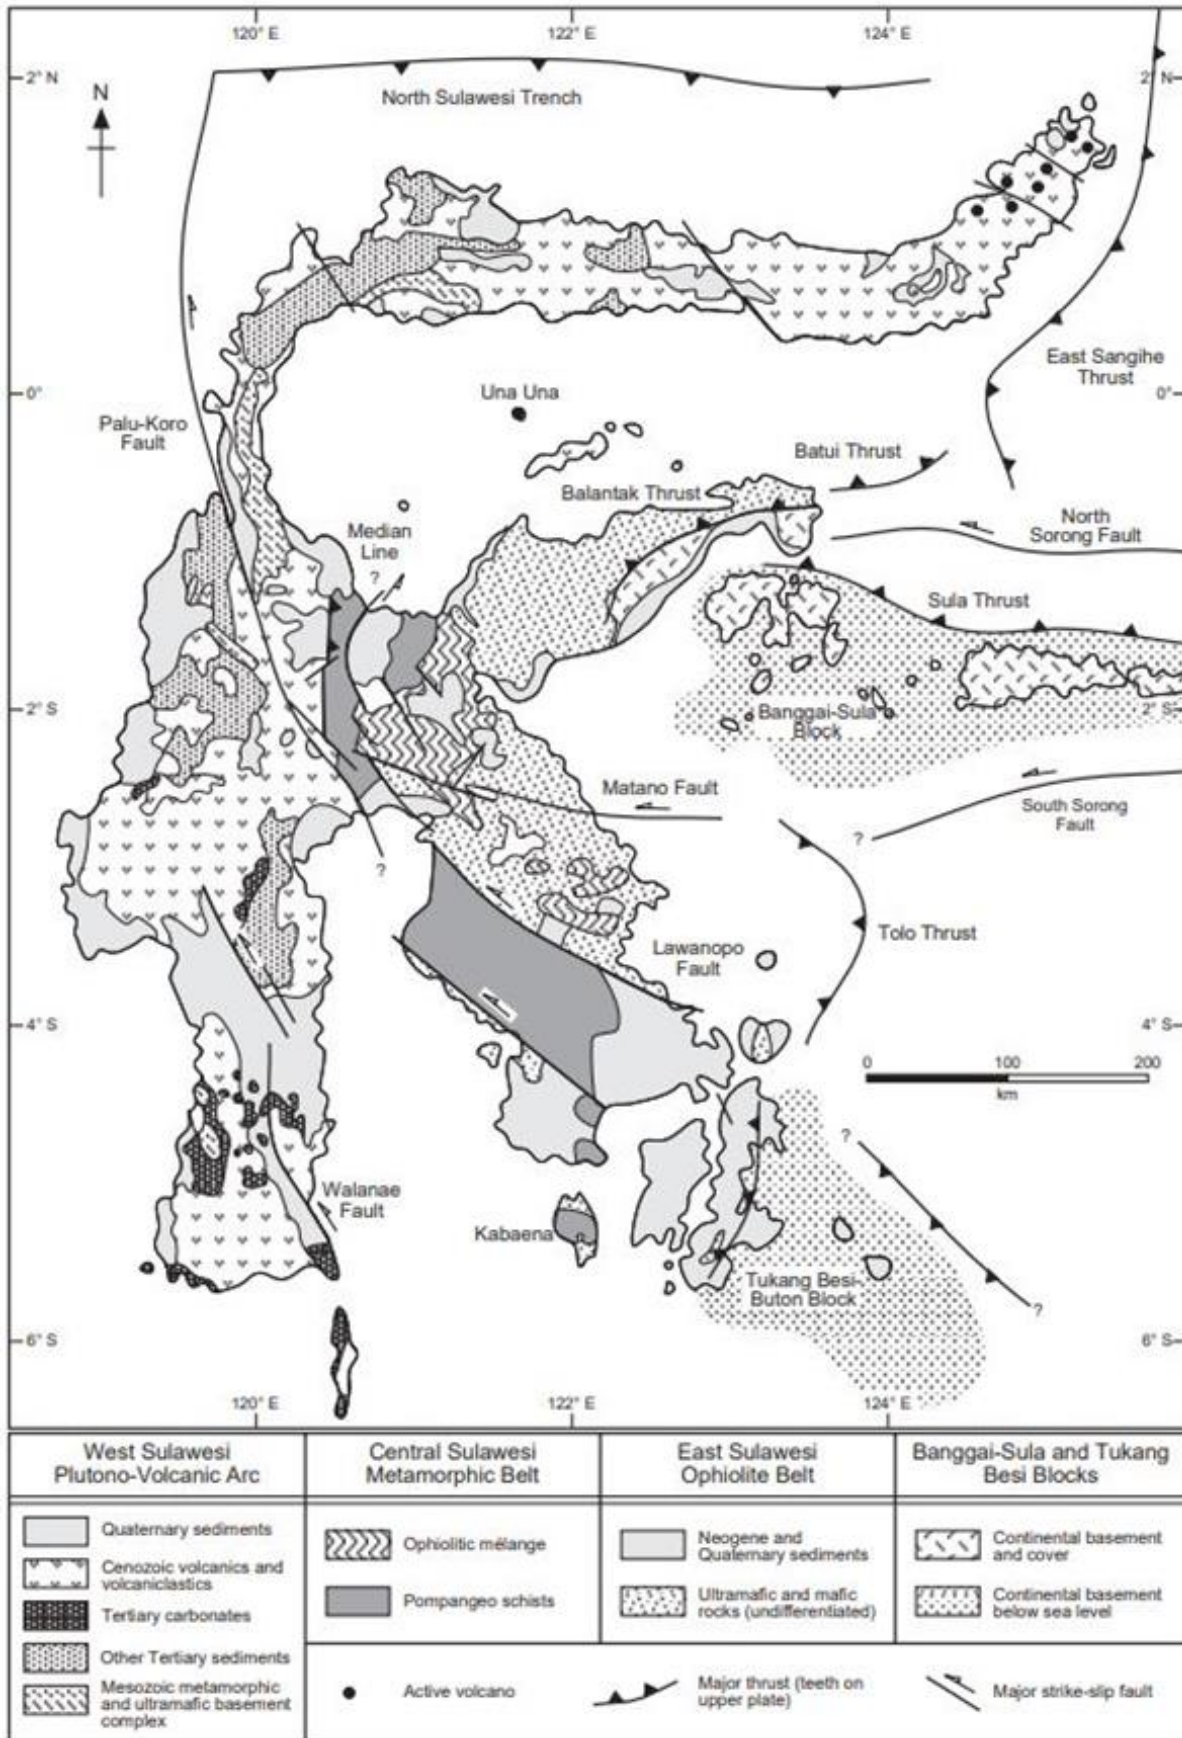 120° E
122° E
124° E
2° N
2° N
N
North Sulawesi Trench
East Sangihe
Thrust
0°
0°
Una Una
Palu-Koro
Fault
Batui Thrust
Balantak Thrust
Median
Line
?
North
Sorong Fault
Sula Thrust
2° S
2° S
Banggai-Sula
Block
Matano Fault
South Sorong
Fault
?
?
Tolo Thrust
Lawanopo
Fault
4° S
4° S
0
100
200
km
?
Walanae
Fault
Kabaena
Tukang Besi-
Buton Block
?
6° S
6° S
120° E
122° E
124° E
West Sulawesi
Plutono-Volcanic Arc
Quaternary sediments
Cenozoic volcanics and
volcaniclastics
Tertiary carbonates
Other Tertiary sediments
Mesozoic metamorphic
and ultramafic basement
complex
Central Sulawesi
Metamorphic Belt
Ophiolitic mélange
Pompangeo schists
East Sulawesi
Ophiolite Belt
Neogene and
Quaternary sediments
Ultramafic and mafic
rocks (undifferentiated)
Banggai-Sula and Tukang
Besi Blocks
Continental basement
and cover
Continental basement
below sea level
Active volcano
Major thrust (teeth on
upper plate)
Major strike-slip fault